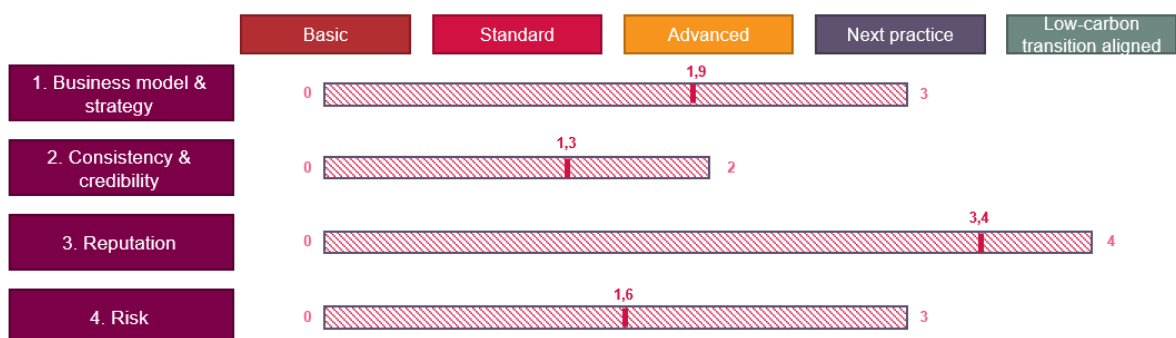 Basic
Standard
Advanced
Next practice
Low-carbon
transition aligned
1. Business model &
strategy
0
1,9
3
2. Consistency &
credibility
0
1,3
2
3. Reputation
0
3,4
4
4. Risk
0
1,6
3